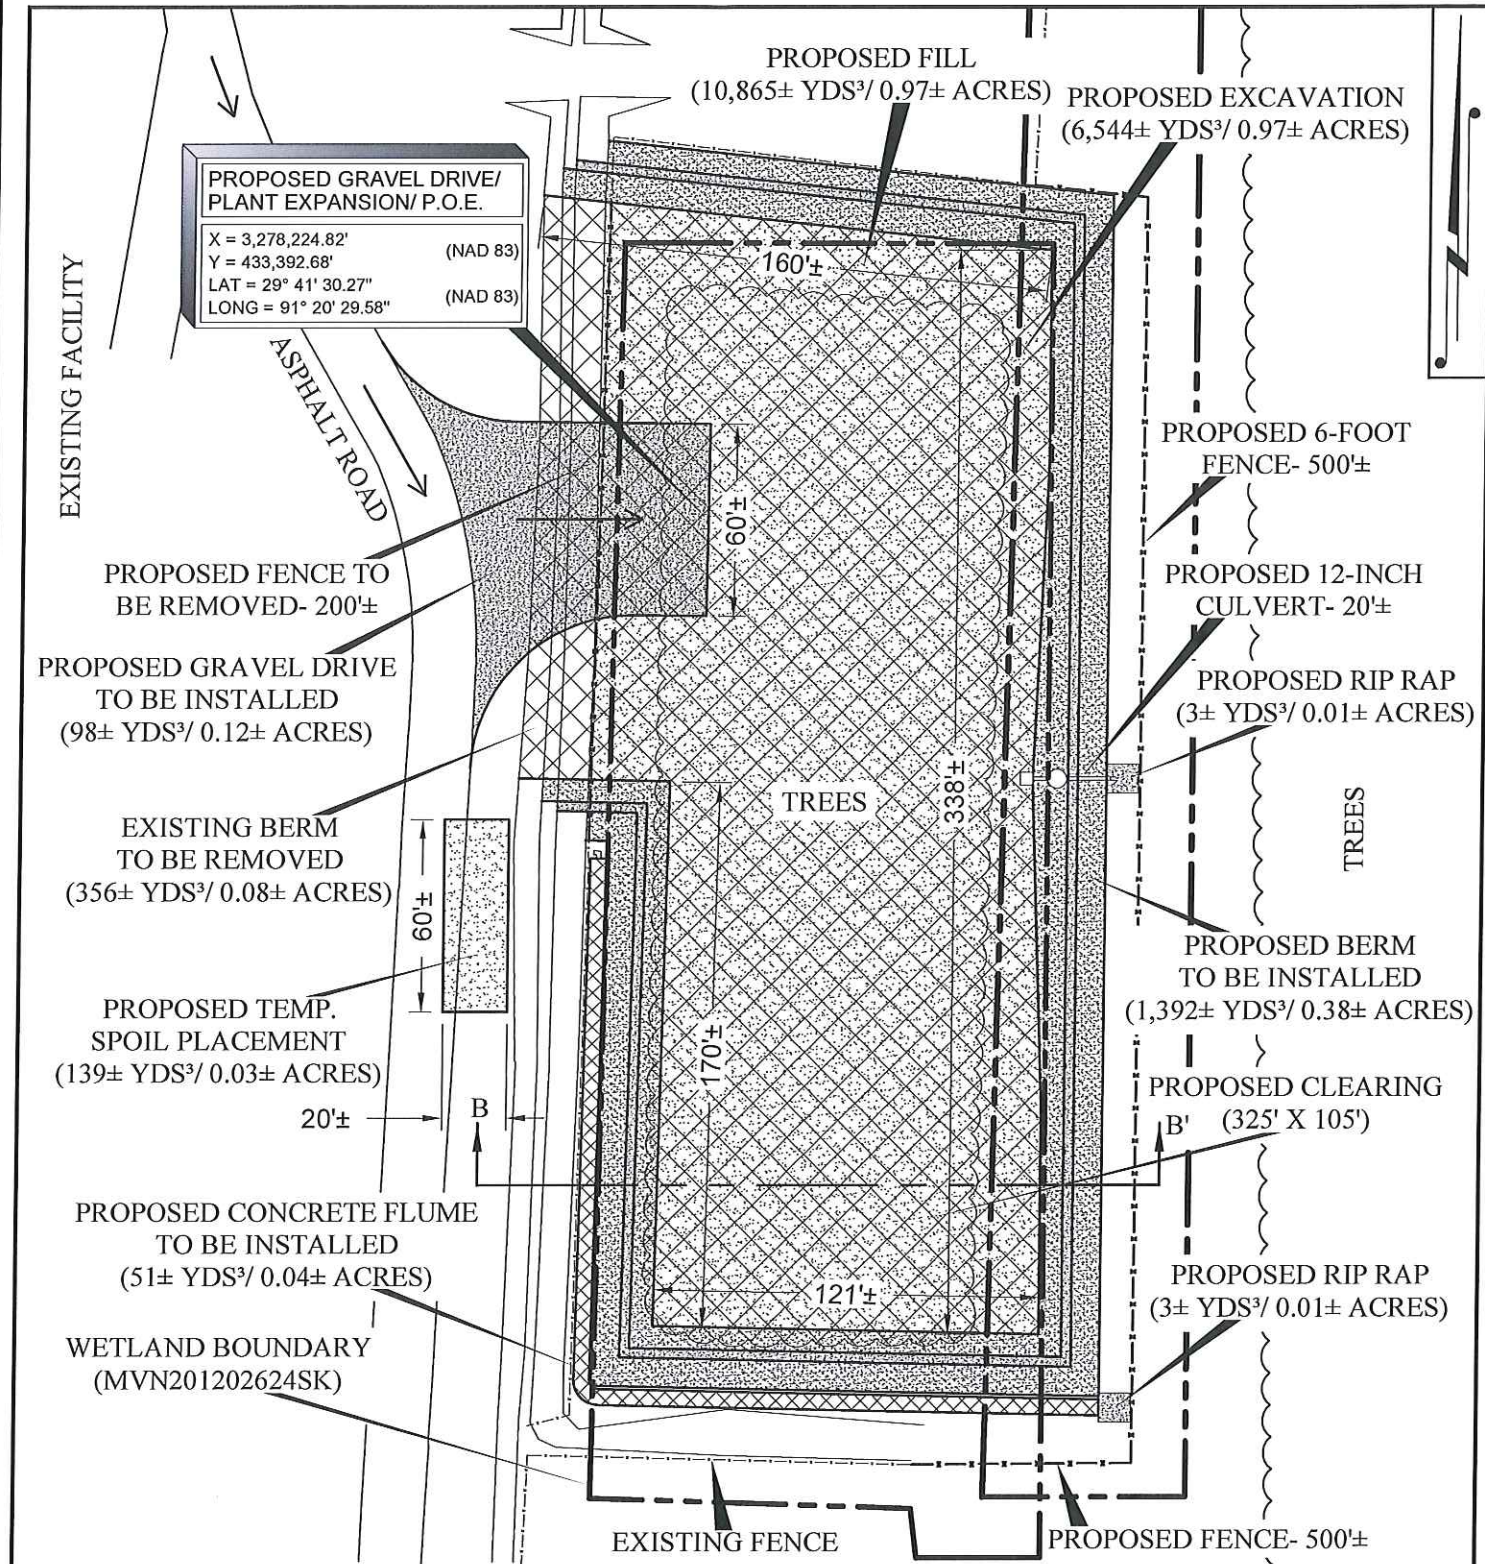 PROPOSED FILL
(10,865± YDS³/ 0.97± ACRES)
PROPOSED EXCAVATION
(6,544± YDS³/ 0.97± ACRES)
PROPOSED GRAVEL DRIVE/
PLANT EXPANSION/ P.O.E.
X = 3,278,224.82' (NAD 83)
Y = 433,392.68'
LAT = 29° 41' 30.27" (NAD 83)
LONG = 91° 20' 29.58"
EXISTING FACILITY
ASPHALT ROAD
160'±
60'±
PROPOSED 6-FOOT
FENCE- 500'±
PROPOSED FENCE TO
BE REMOVED- 200'±
PROPOSED 12-INCH
CULVERT- 20'±
PROPOSED GRAVEL DRIVE
TO BE INSTALLED
(98± YDS³/ 0.12± ACRES)
PROPOSED RIP RAP
(3± YDS³/ 0.01± ACRES)
TREES
338'±
TREES
EXISTING BERM
TO BE REMOVED
(356± YDS³/ 0.08± ACRES)
60'±
PROPOSED BERM
TO BE INSTALLED
(1,392± YDS³/ 0.38± ACRES)
PROPOSED TEMP.
SPOIL PLACEMENT
(139± YDS³/ 0.03± ACRES)
170'±
PROPOSED CLEARING
(325' X 105')
20'±
B
B'
PROPOSED CONCRETE FLUME
TO BE INSTALLED
(51± YDS³/ 0.04± ACRES)
121'±
PROPOSED RIP RAP
(3± YDS³/ 0.01± ACRES)
WETLAND BOUNDARY
(MVN201202624SK)
EXISTING FENCE
PROPOSED FENCE- 500'±